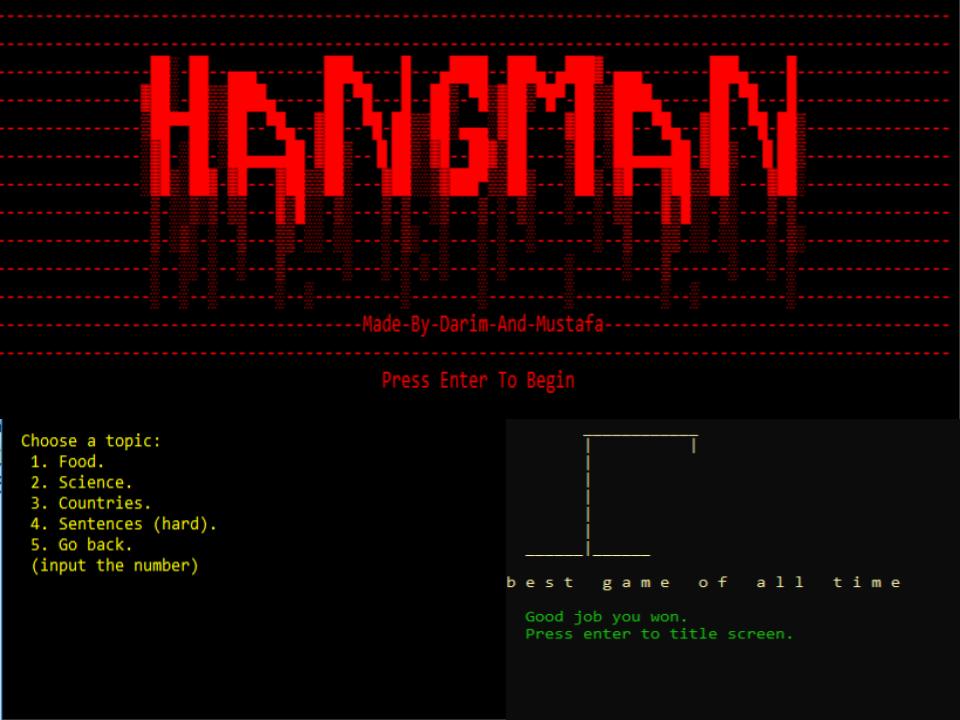 HANGMAN
Made-By-Darim-And-Mustafa
Press Enter To Begin
Choose a topic:
1. Food.
2. Science.
3. Countries.
4. Sentences (hard).
5. Go back.
(input the number)
b e s t   g a m e   o f   a l l   t i m e
Good job you won.
Press enter to title screen.